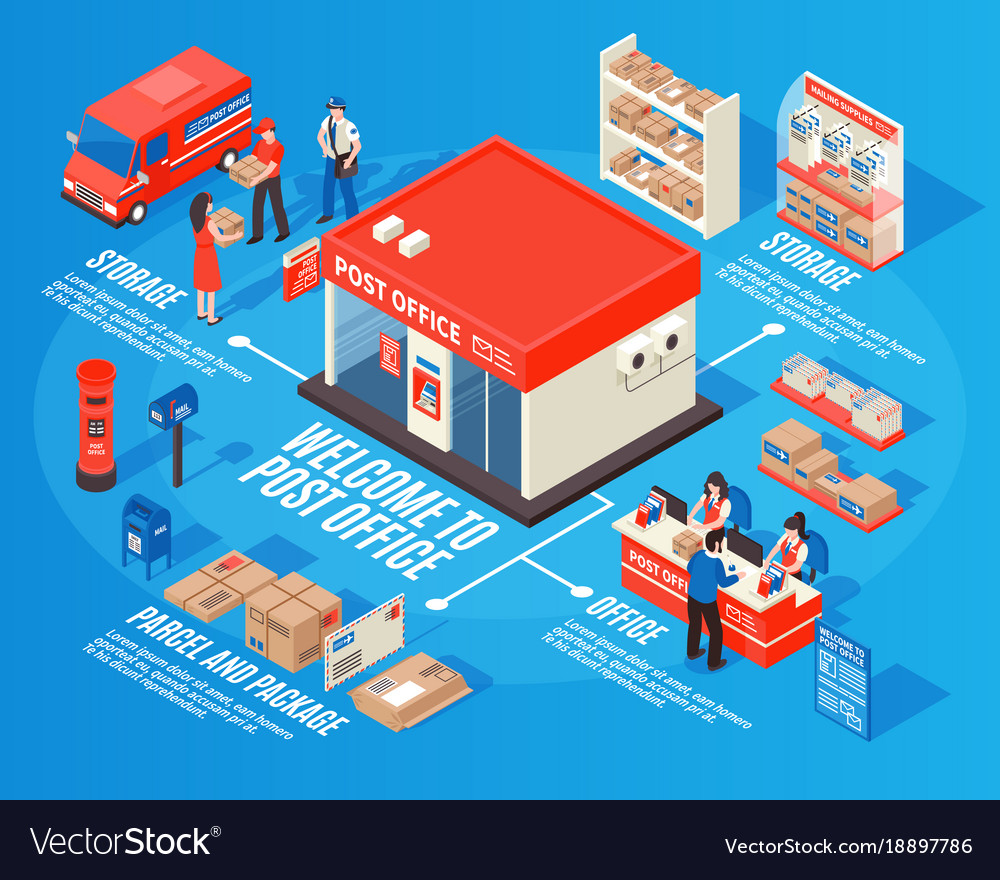 POST OFFICE
MAILING SUPPLIES
POST
OFFICE
POST OFFICE
STORAGE
Lorem ipsum dolor sit amet, eam homero
oporteat eu, quando accusam pri at.
Te his dicunt reprehendunt.
STORAGE
Lorem ipsum dolor sit amet, eam homero
oporteat eu, quando accusam pri at.
Te his dicunt reprehendunt.
MAIL
POST
OFFICE
MAIL
WELCOME TO
POST OFFICE
POST OFFI
PARCEL AND PACKAGE
Lorem ipsum dolor sit amet, eam homero
oporteat eu, quando accusam pri at.
Te his dicunt reprehendunt.
OFFICE
Lorem ipsum dolor sit amet, eam homero
oporteat eu, quando accusam pri at.
Te his dicunt reprehendunt.
WELCOME TO
POST OFFICE
VectorStock®
VectorStock.com/18897786